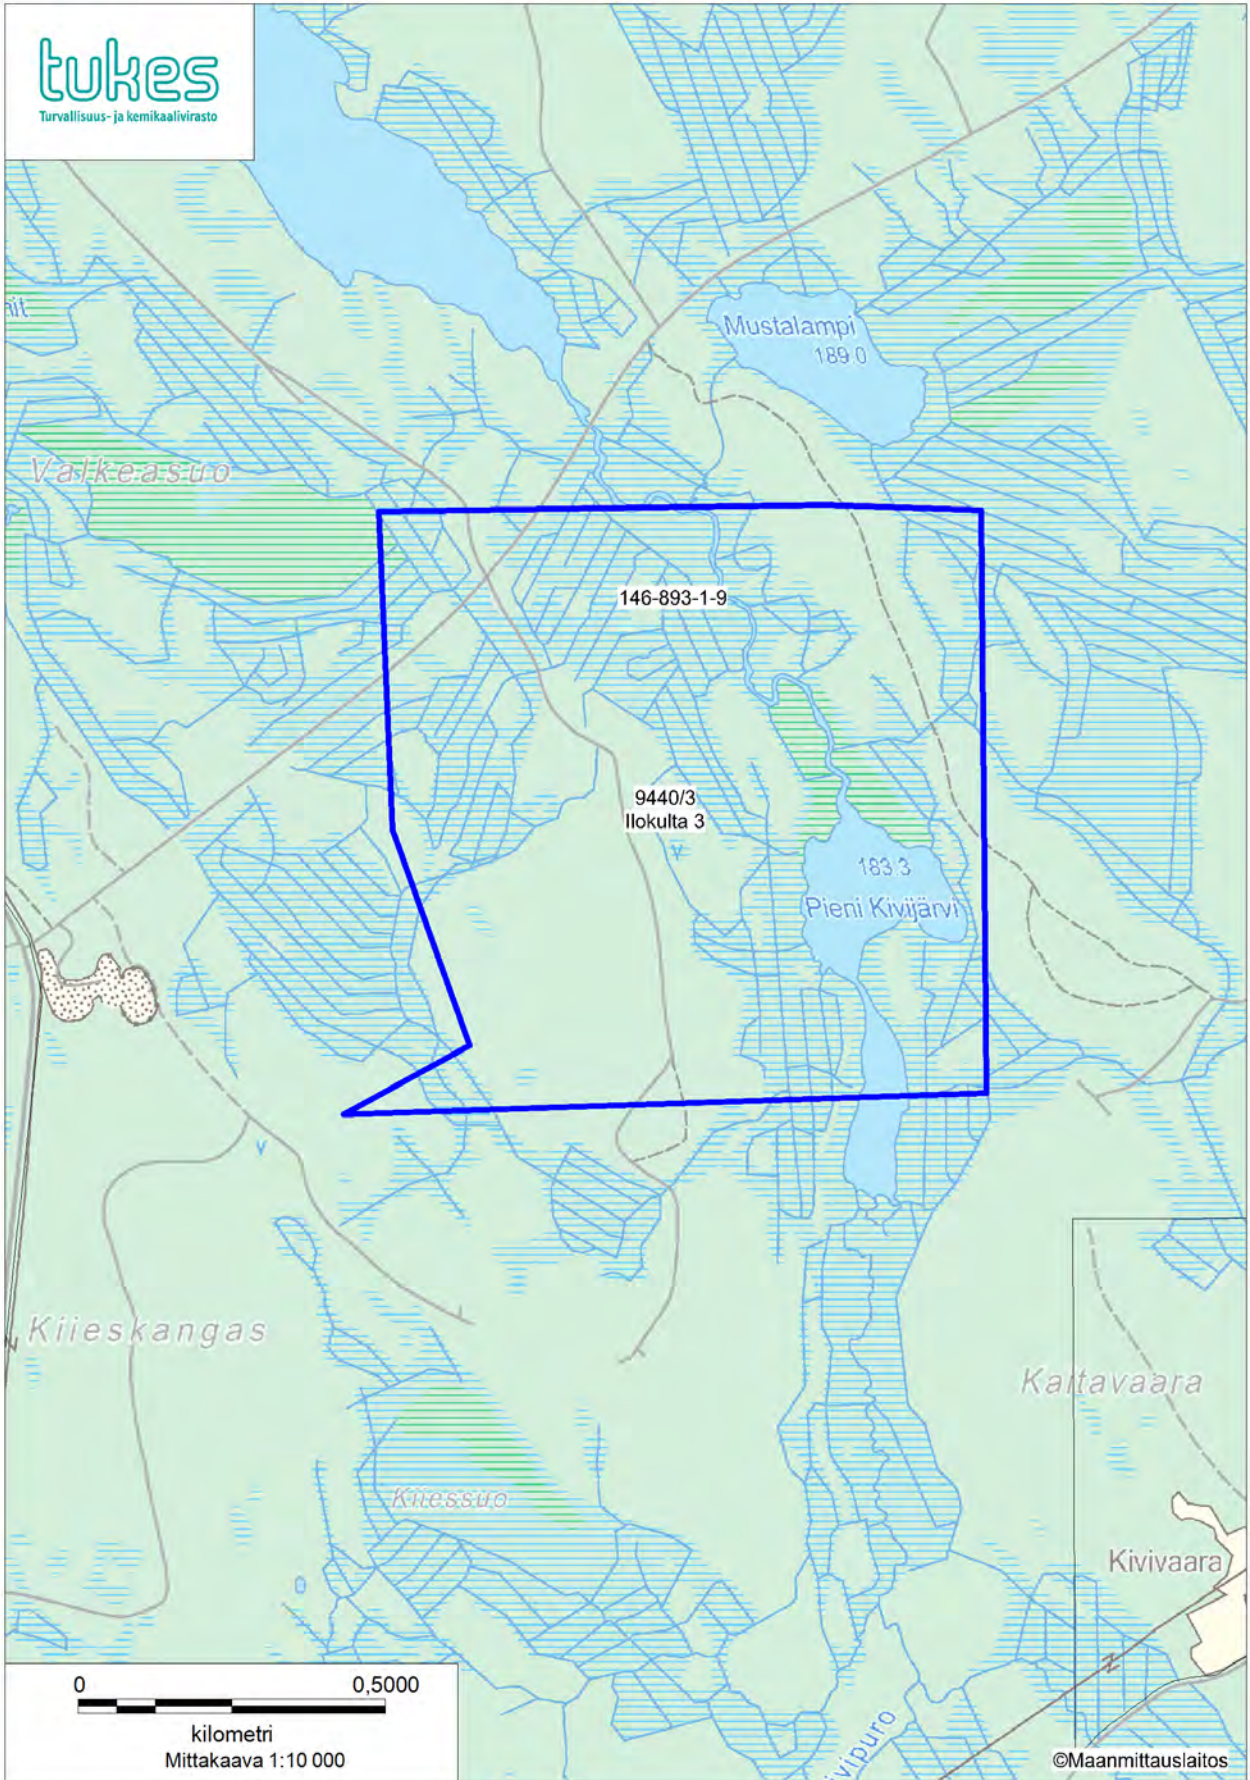 tukes
Turvallisuus- ja kemikaalivirasto
Mustalampi
189.0
Valkeasuo
146-893-1-9
9440/3
Ilokulta 3
183.3
Pieni Kivijärvi
Kiieskangas
Kaitavaara
Kiiessuo
Kivivaara
0 0,5000
kilometri
Mittakaava 1:10 000
©Maanmittauslaitos